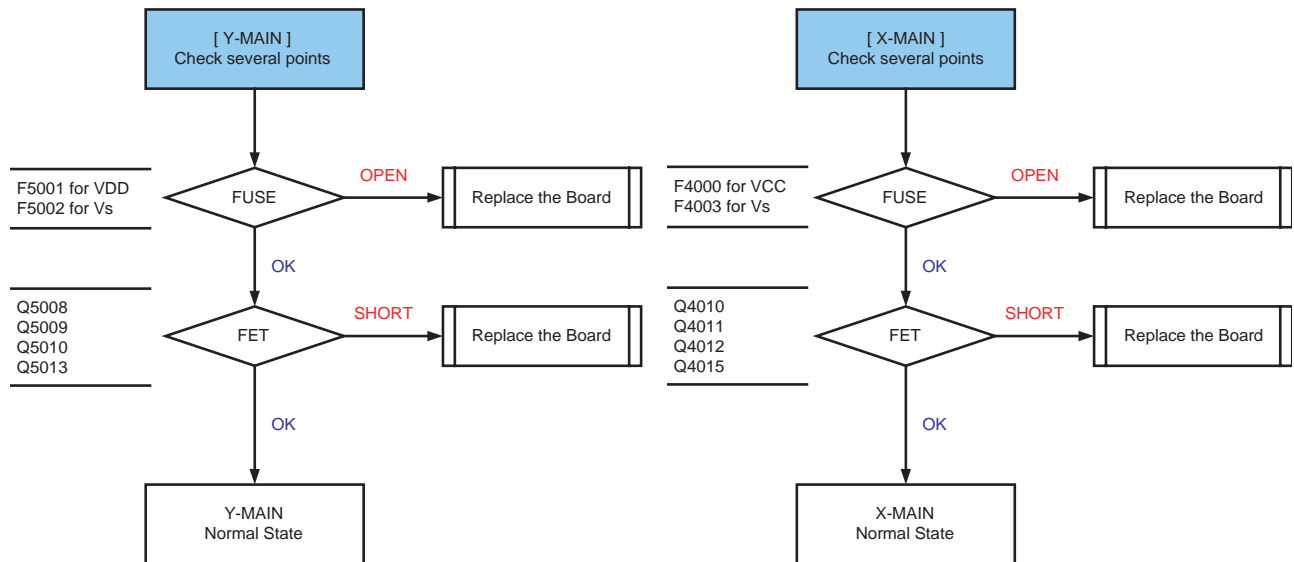 [ Y-MAIN ]
Check several points
F5001 for VDD
F5002 for Vs
FUSE
OPEN
Replace the Board
OK
Q5008
Q5009
Q5010
Q5013
FET
SHORT
Replace the Board
OK
Y-MAIN
Normal State
[ X-MAIN ]
Check several points
F4000 for VCC
F4003 for Vs
FUSE
OPEN
Replace the Board
OK
Q4010
Q4011
Q4012
Q4015
FET
SHORT
Replace the Board
OK
X-MAIN
Normal State